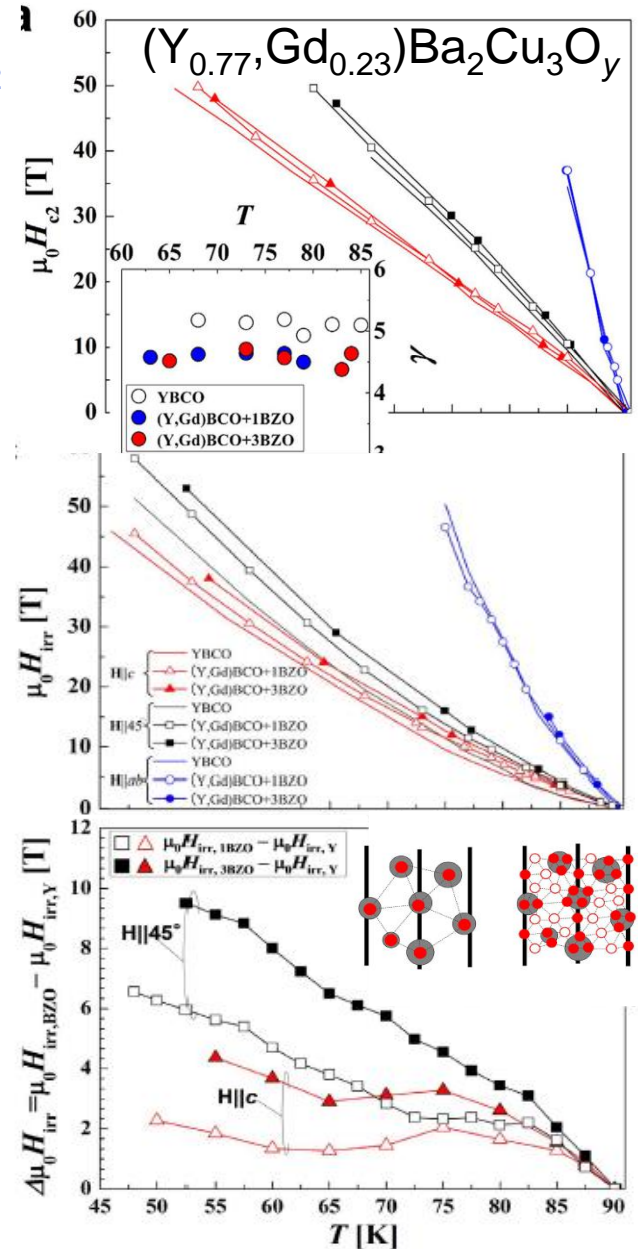 a
(Y0.77,Gd0.23)Ba2Cu3Oy
μ0Hc2 [T]
60
50
40
30
20
10
0
T
60 65 70 75 80 85
6
5
4
3
γ
YBCO
(Y,Gd)BCO+1BZO
(Y,Gd)BCO+3BZO
μ0Hirr [T]
50
40
30
20
10
0
H||c
YBCO
(Y,Gd)BCO+1BZO
(Y,Gd)BCO+3BZO
H||45
YBCO
(Y,Gd)BCO+1BZO
(Y,Gd)BCO+3BZO
H||ab
YBCO
(Y,Gd)BCO+1BZO
(Y,Gd)BCO+3BZO
Δμ0Hirr=μ0Hirr,BZO − μ0Hirr,Y [T]
12
10
8
6
4
2
0
μ0Hirr,1BZO − μ0Hirr,Y
μ0Hirr,3BZO − μ0Hirr,Y
H||45°
H||c
45 50 55 60 65 70 75 80 85 90
T [K]